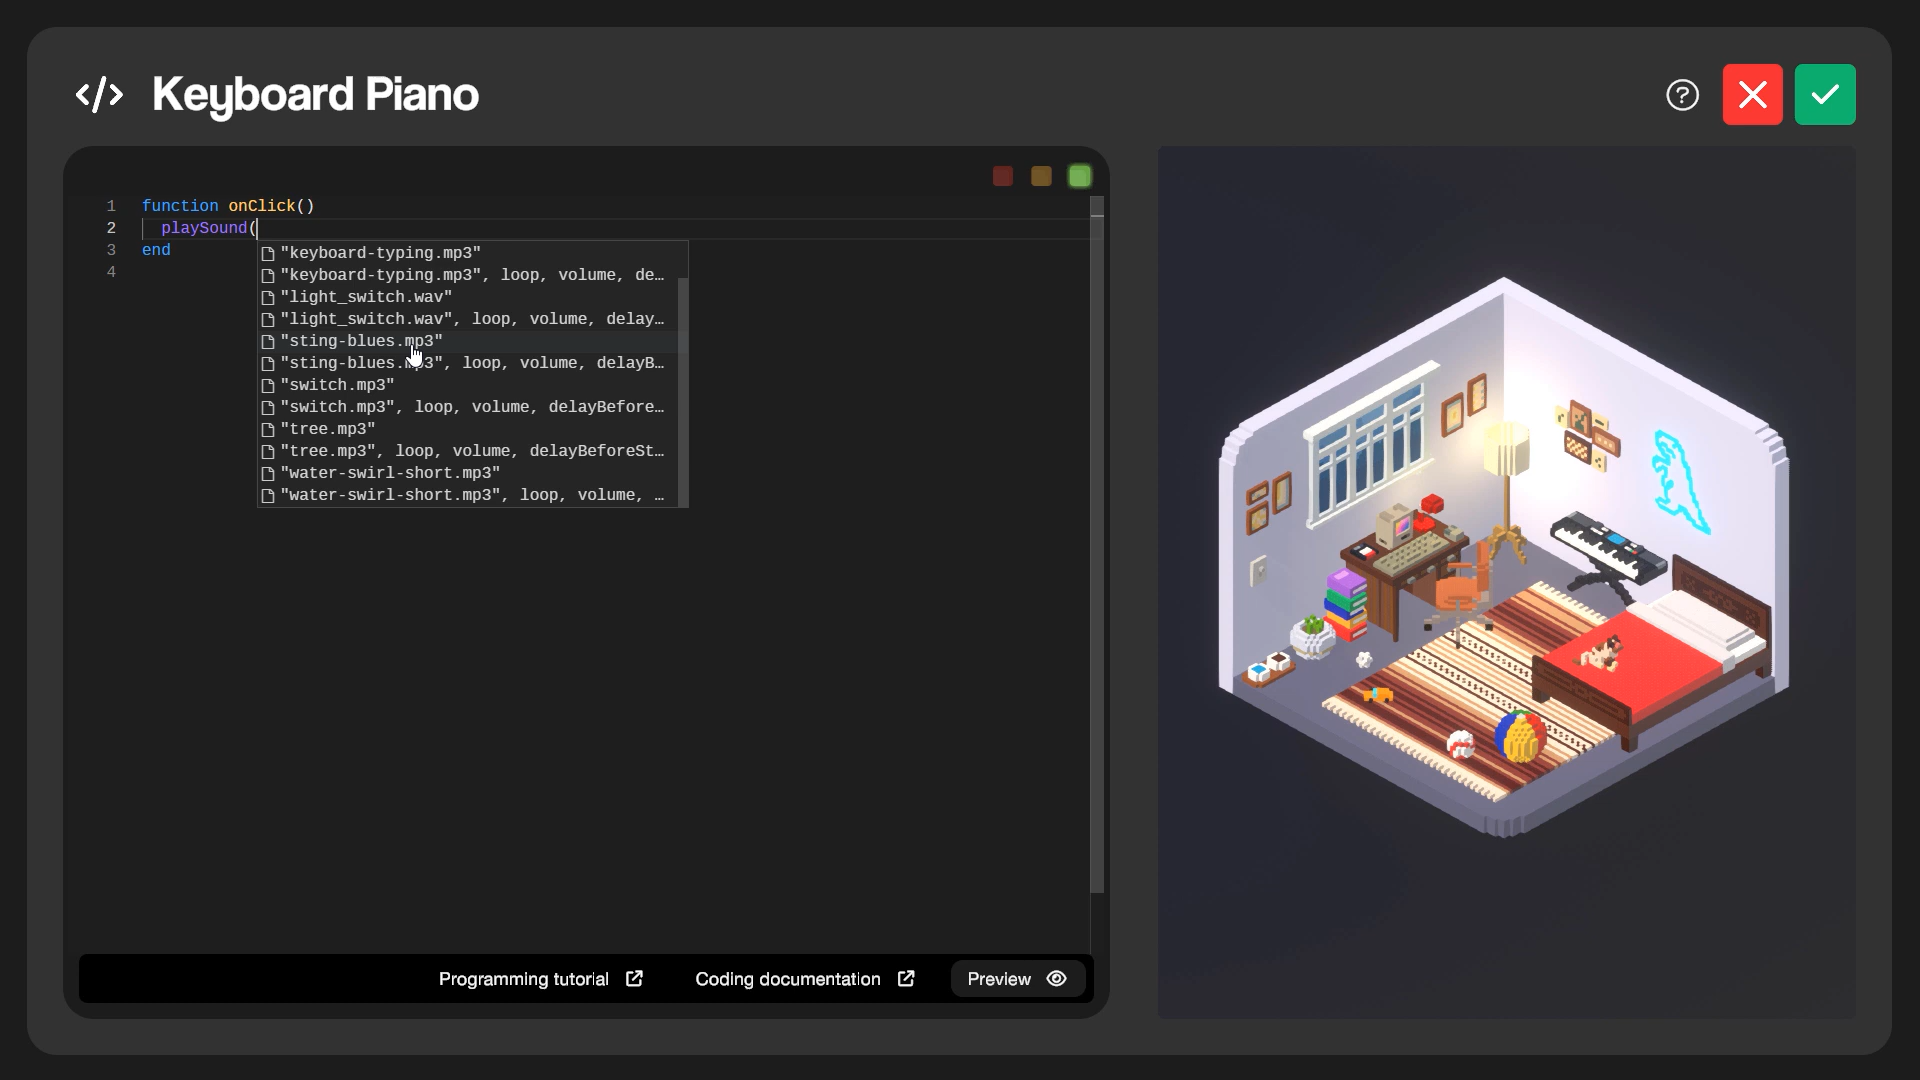 </> Keyboard Piano
?
1 function onClick()
2 playSound(
3 end
4
"keyboard-typing.mp3"
"keyboard-typing.mp3", loop, volume, de…
"light_switch.wav"
"light_switch.wav", loop, volume, delay…
"sting-blues.mp3"
"sting-blues.mp3", loop, volume, delayB…
"switch.mp3"
"switch.mp3", loop, volume, delayBefore…
"tree.mp3"
"tree.mp3", loop, volume, delayBeforeSt…
"water-swirl-short.mp3"
"water-swirl-short.mp3", loop, volume, …
Programming tutorial
Coding documentation
Preview